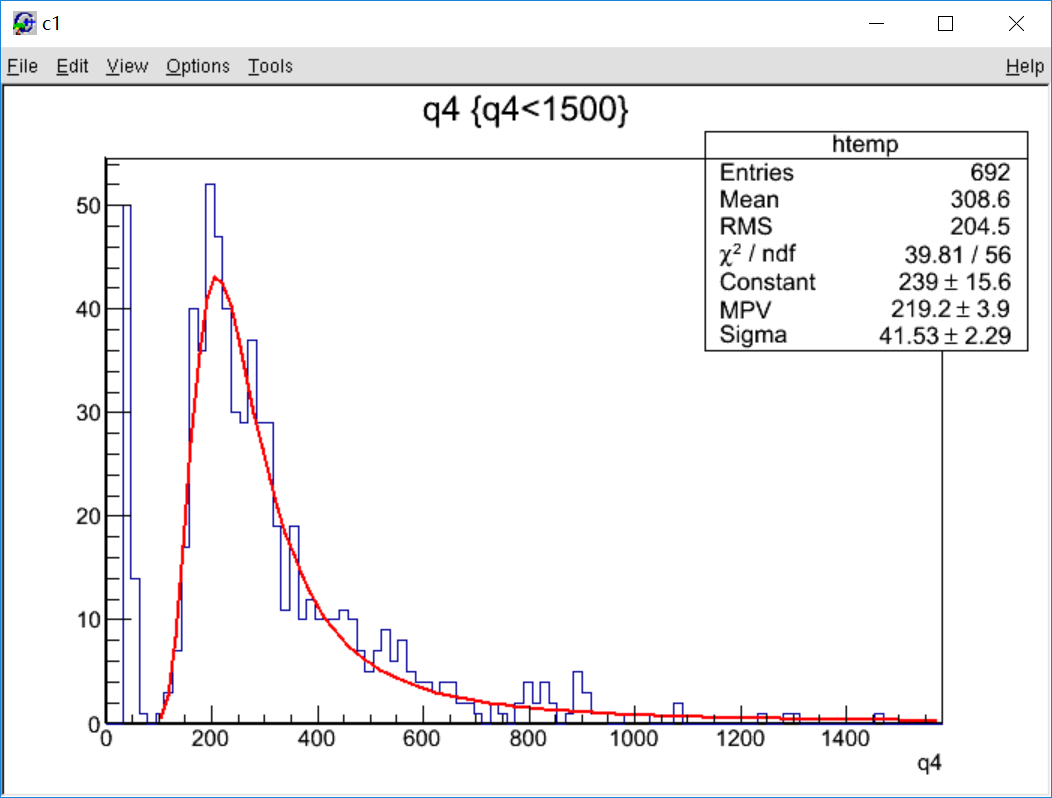 c1
File Edit View Options Tools Help
q4 {q4<1500}
htemp
Entries 692
Mean 308.6
RMS 204.5
χ² / ndf 39.81 / 56
Constant 239 ± 15.6
MPV 219.2 ± 3.9
Sigma 41.53 ± 2.29
50
40
30
20
10
0
0 200 400 600 800 1000 1200 1400
q4